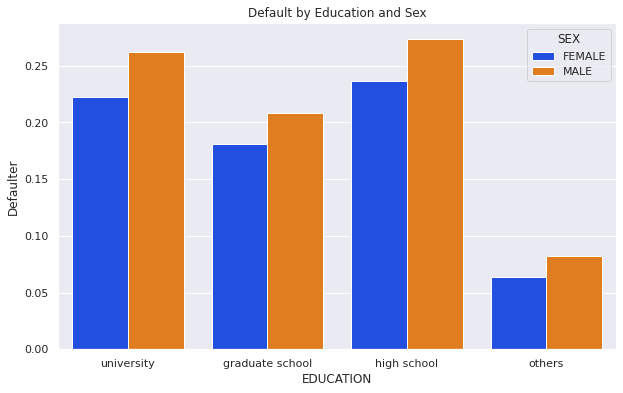 Default by Education and Sex
SEX
FEMALE
MALE
Defaulter
0.25
0.20
0.15
0.10
0.05
0.00
university
graduate school
high school
others
EDUCATION